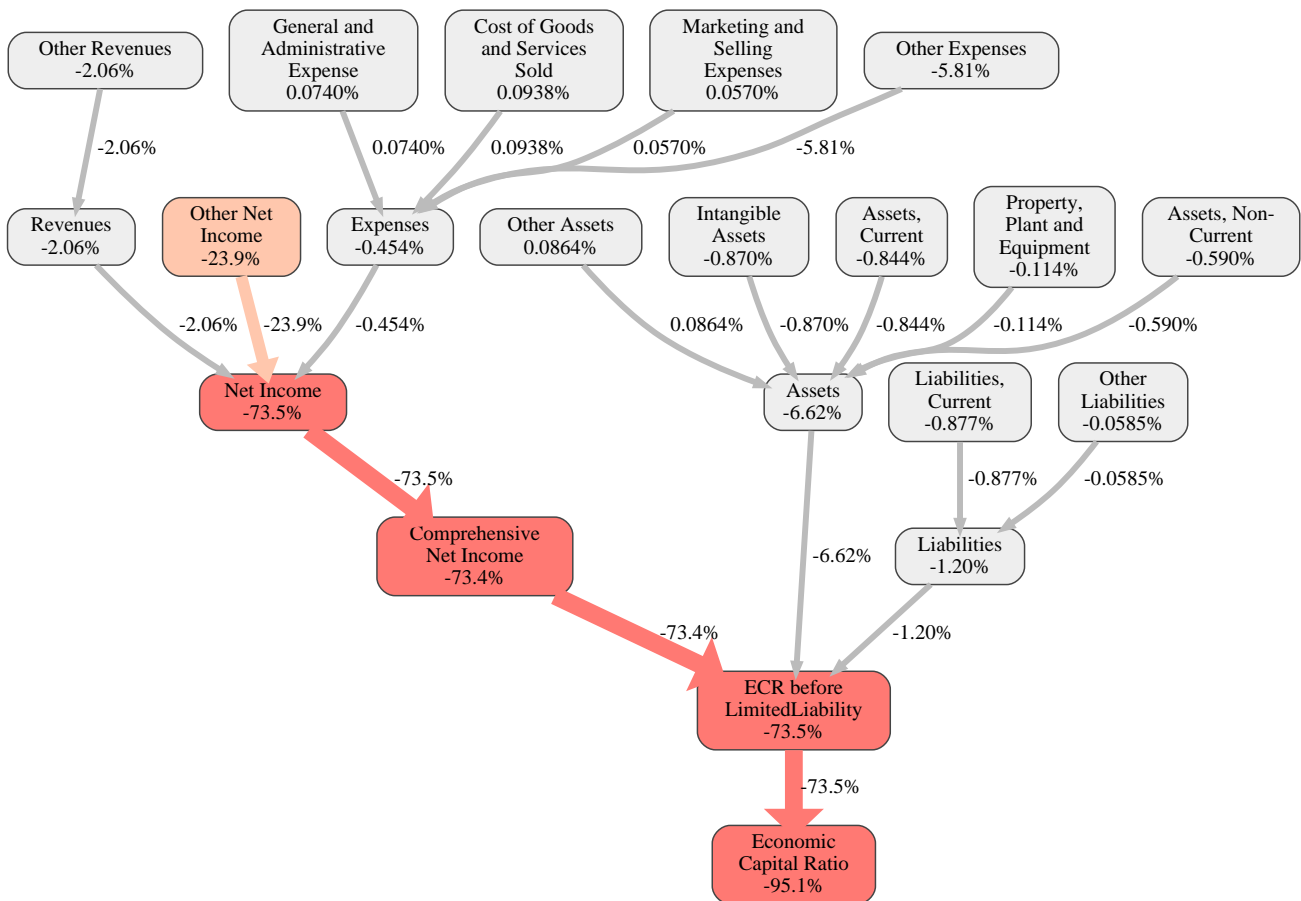 Other Revenues
-2.06%
General and
Administrative
Expense
0.0740%
Cost of Goods
and Services
Sold
0.0938%
Marketing and
Selling
Expenses
0.0570%
Other Expenses
-5.81%
-2.06%
0.0740%
0.0938%
0.0570%
-5.81%
Revenues
-2.06%
Other Net
Income
-23.9%
Expenses
-0.454%
Other Assets
0.0864%
Intangible
Assets
-0.870%
Assets,
Current
-0.844%
Property,
Plant and
Equipment
-0.114%
Assets, Non-
Current
-0.590%
-2.06%
-23.9%
-0.454%
0.0864%
-0.870%
-0.844%
-0.114%
-0.590%
Net Income
-73.5%
Assets
-6.62%
Liabilities,
Current
-0.877%
Other
Liabilities
-0.0585%
-73.5%
-0.877%
-0.0585%
Comprehensive
Net Income
-73.4%
-6.62%
Liabilities
-1.20%
-73.4%
-1.20%
ECR before
LimitedLiability
-73.5%
-73.5%
Economic
Capital Ratio
-95.1%